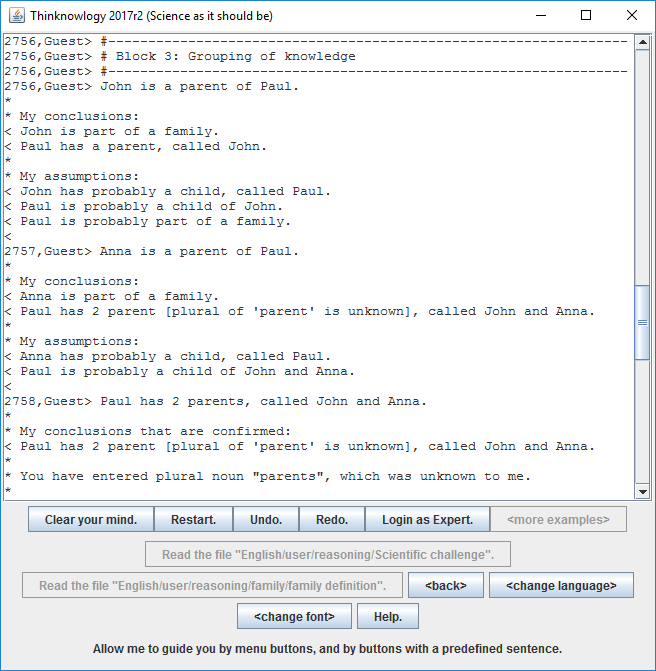 Thinknowlogy 2017r2 (Science as it should be)
2756,Guest> #-----------------------------------------------------------------
2756,Guest> # Block 3: Grouping of knowledge
2756,Guest> #-----------------------------------------------------------------
2756,Guest> John is a parent of Paul.
*
* My conclusions:
< John is part of a family.
< Paul has a parent, called John.
*
* My assumptions:
< John has probably a child, called Paul.
< Paul is probably a child of John.
< Paul is probably part of a family.
<
2757,Guest> Anna is a parent of Paul.
*
* My conclusions:
< Anna is part of a family.
< Paul has 2 parent [plural of 'parent' is unknown], called John and Anna.
*
* My assumptions:
< Anna has probably a child, called Paul.
< Paul is probably a child of John and Anna.
<
2758,Guest> Paul has 2 parents, called John and Anna.
*
* My conclusions that are confirmed:
< Paul has 2 parent [plural of 'parent' is unknown], called John and Anna.
*
* You have entered plural noun "parents", which was unknown to me.
*
Clear your mind. Restart. Undo. Redo. Login as Expert. <more examples>
Read the file "English/user/reasoning/Scientific challenge".
Read the file "English/user/reasoning/family/family definition". <back> <change language>
<change font> Help.
Allow me to guide you by menu buttons, and by buttons with a predefined sentence.